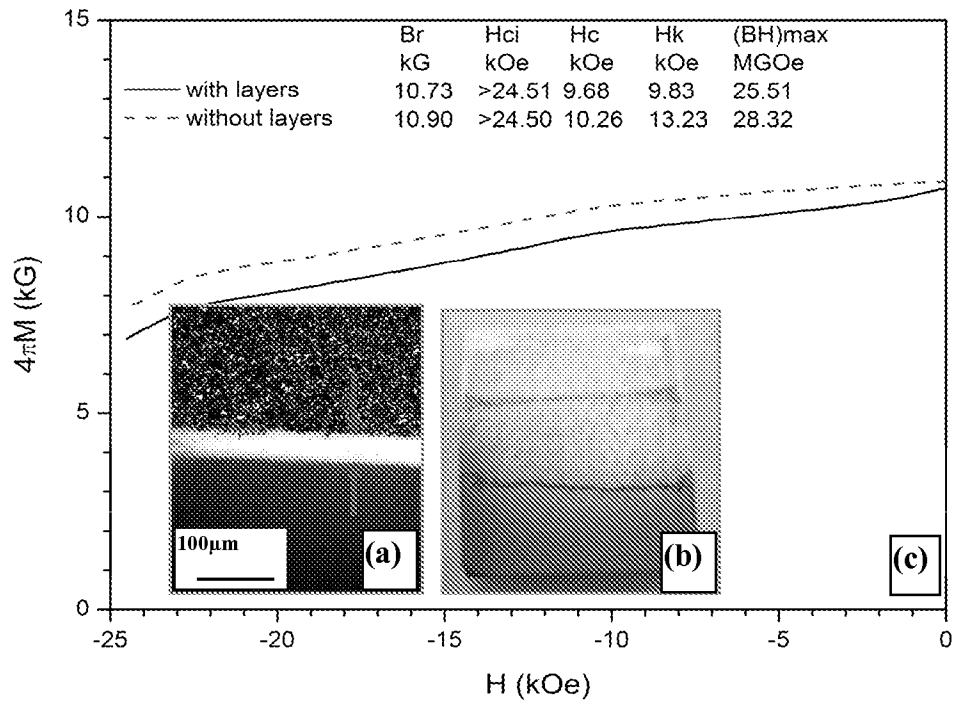 15
Br Hci Hc Hk (BH)max
kG kOe kOe kOe MGOe
with layers 10.73 >24.51 9.68 9.83 25.51
without layers 10.90 >24.50 10.26 13.23 28.32
10
4πM (kG)
5
100μm
(a)
(b)
(c)
0
-25 -20 -15 -10 -5 0
H (kOe)